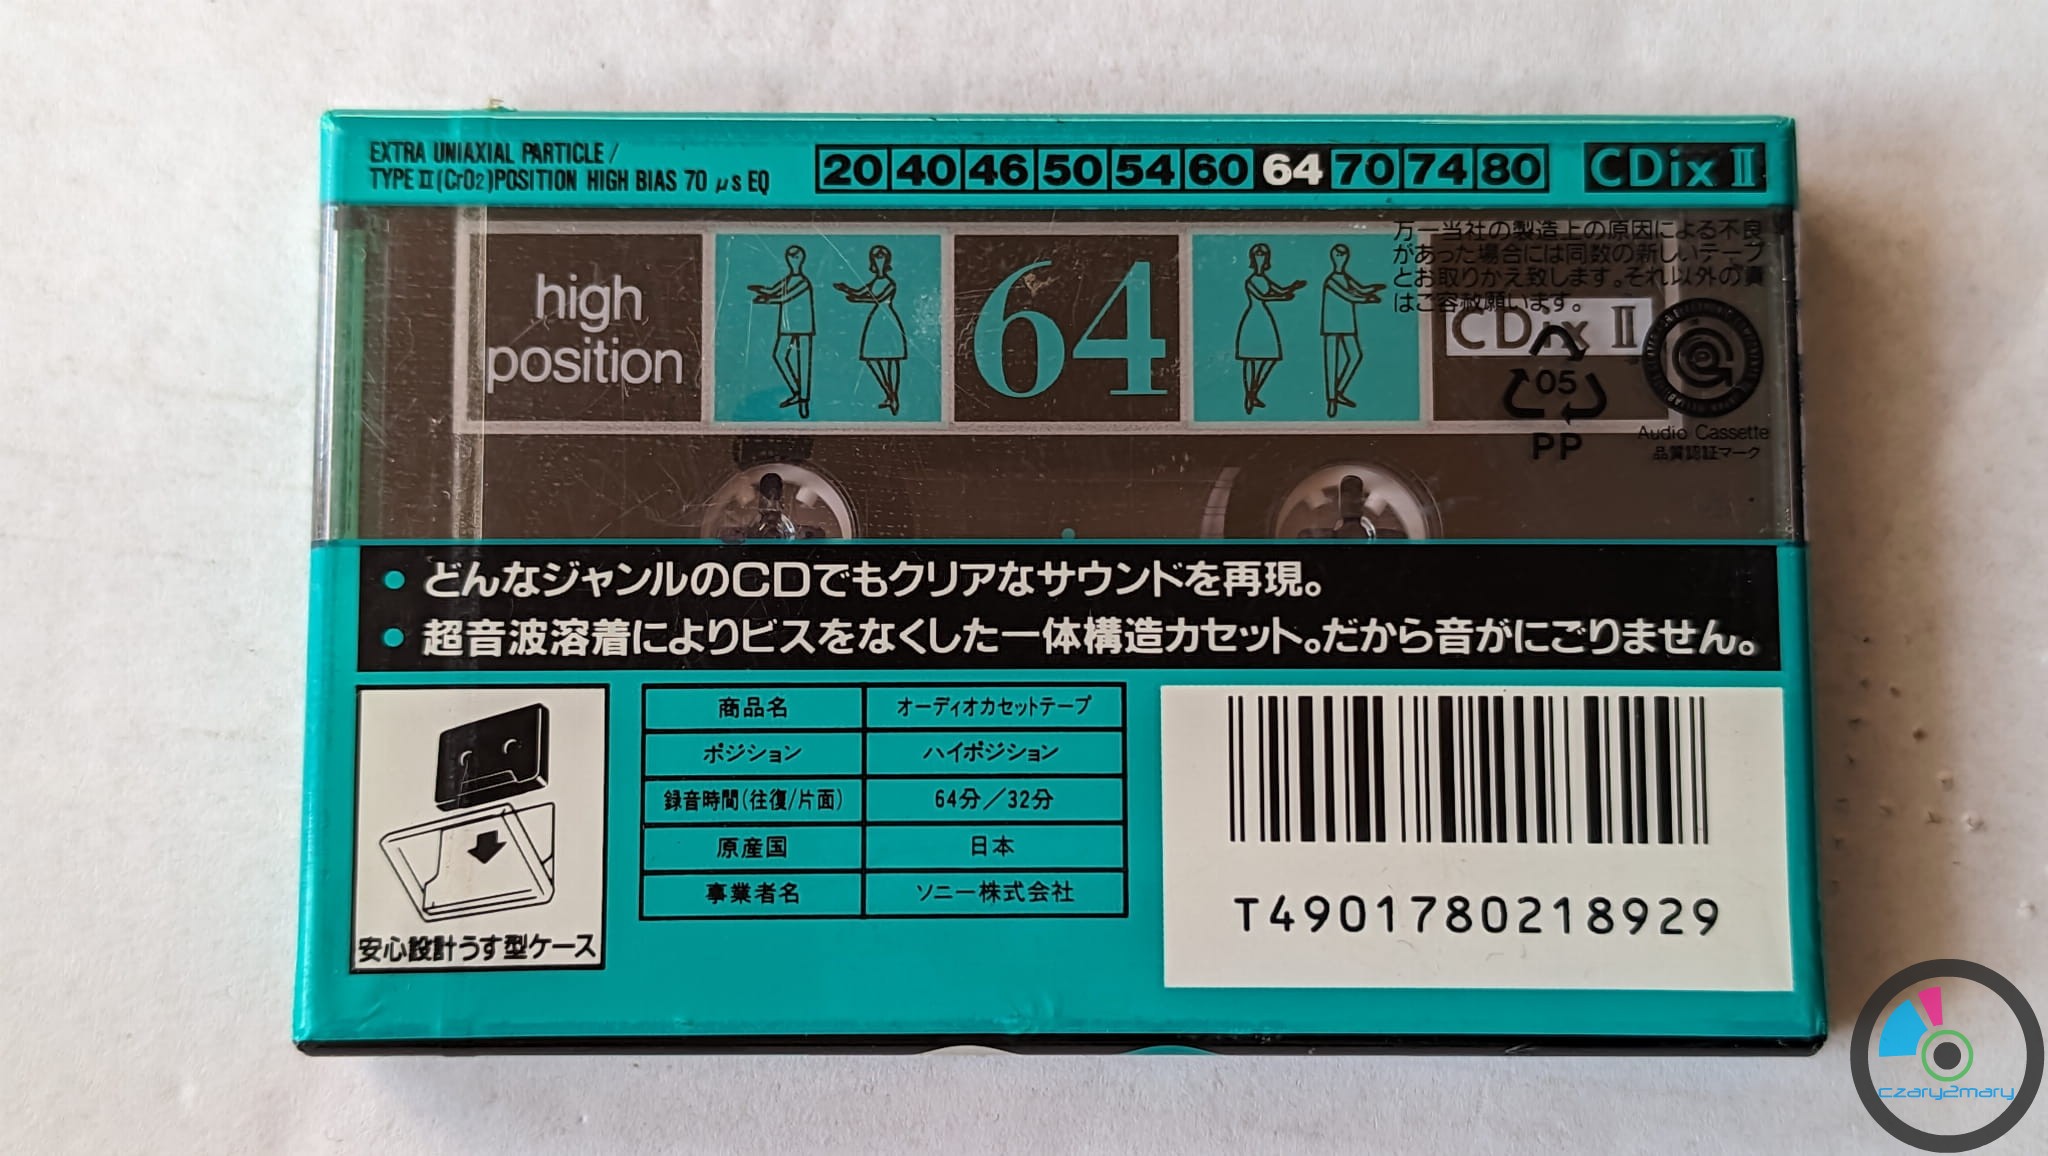 EXTRA UNIAXIAL PARTICLE/
TYPE II(CrO2)POSITION HIGH BIAS 70 μs EQ
20 40 46 50 54 60 64 70 74 80
CDix II
high
position
64
CDix II
万一当社の製造上の原因による不良
があった場合には同数の新しいテープ
とお取りかえ致します。それ以外の責
はご容赦願います。
05
PP
Audio Cassette
品質認証マーク
• どんなジャンルのCDでもクリアなサウンドを再現。
• 超音波溶着によりビスをなくした一体構造カセット。だから音がにごりません。
安心設計うす型ケース
商品名 オーディオカセットテープ
ポジション ハイポジション
録音時間(往復/片面) 64分／32分
原産国 日本
事業者名 ソニー株式会社
T4901780218929
czary2mary